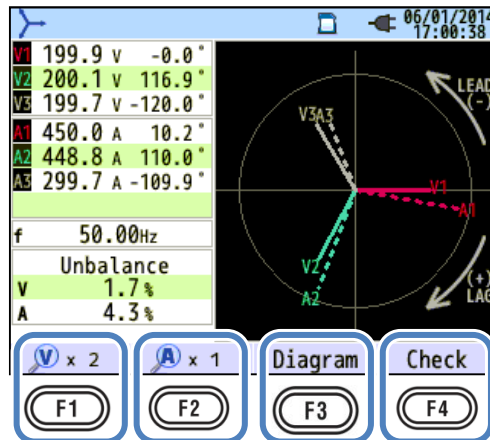 06/01/2014
17:00:38
V1 199.9 V -0.0°
V2 200.1 V 116.9°
V3 199.7 V -120.0°
A1 450.0 A 10.2°
A2 448.8 A 110.0°
A3 299.7 A -109.9°
f 50.00Hz
Unbalance
V 1.7%
A 4.3%
LEAD
(-)
V3 A3
V1
A1
V2
A2
(+)
LAG
V x 2
A x 1
Diagram
Check
F1
F2
F3
F4